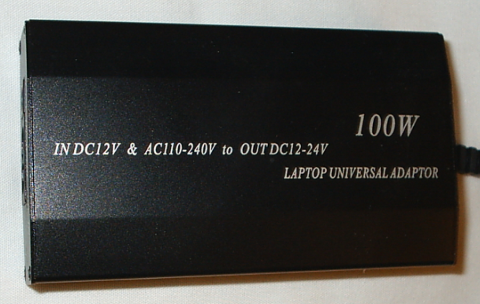 100W
IN DC12V & AC110-240V to OUT DC12-24V
LAPTOP UNIVERSAL ADAPTOR